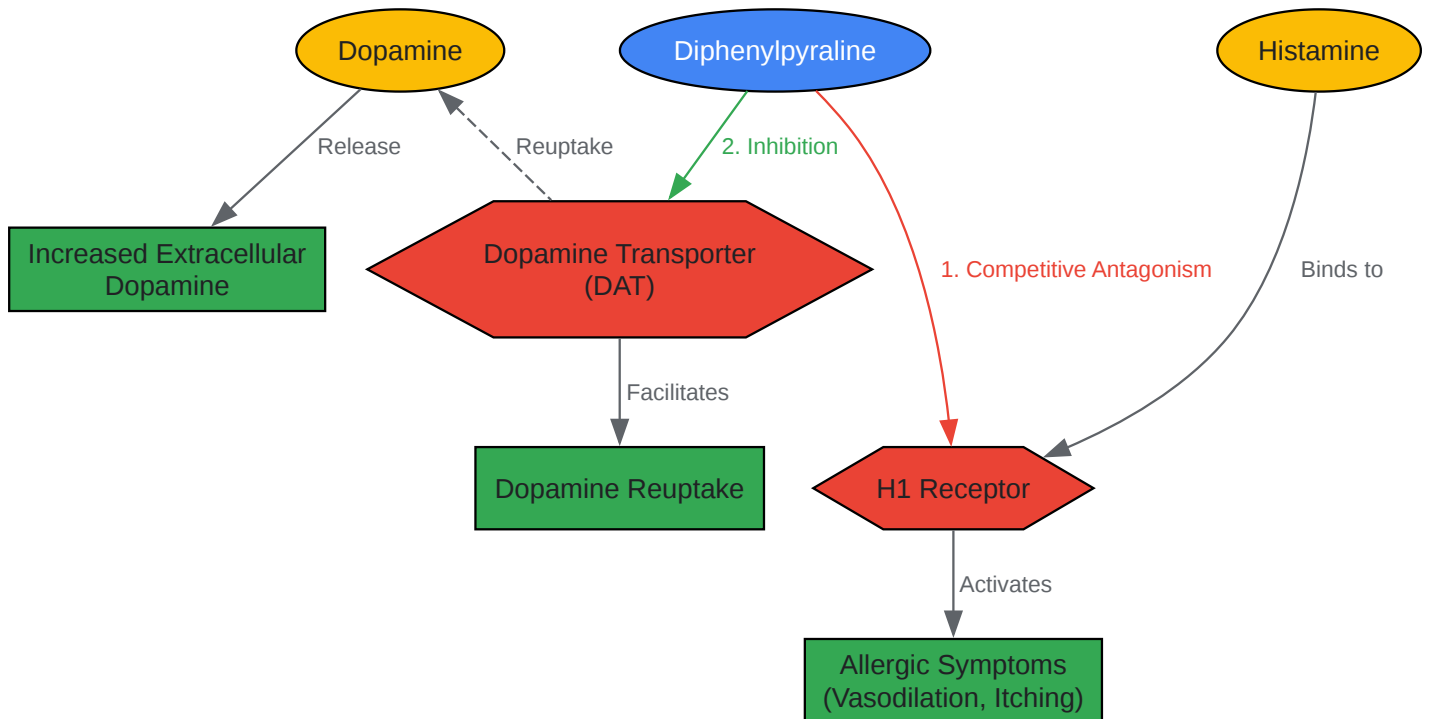 Dopamine
Diphenylpyraline
Histamine
Release
Reuptake
2. Inhibition
Increased Extracellular
Dopamine
Dopamine Transporter
(DAT)
1. Competitive Antagonism
Binds to
Facilitates
Dopamine Reuptake
H1 Receptor
Activates
Allergic Symptoms
(Vasodilation, Itching)